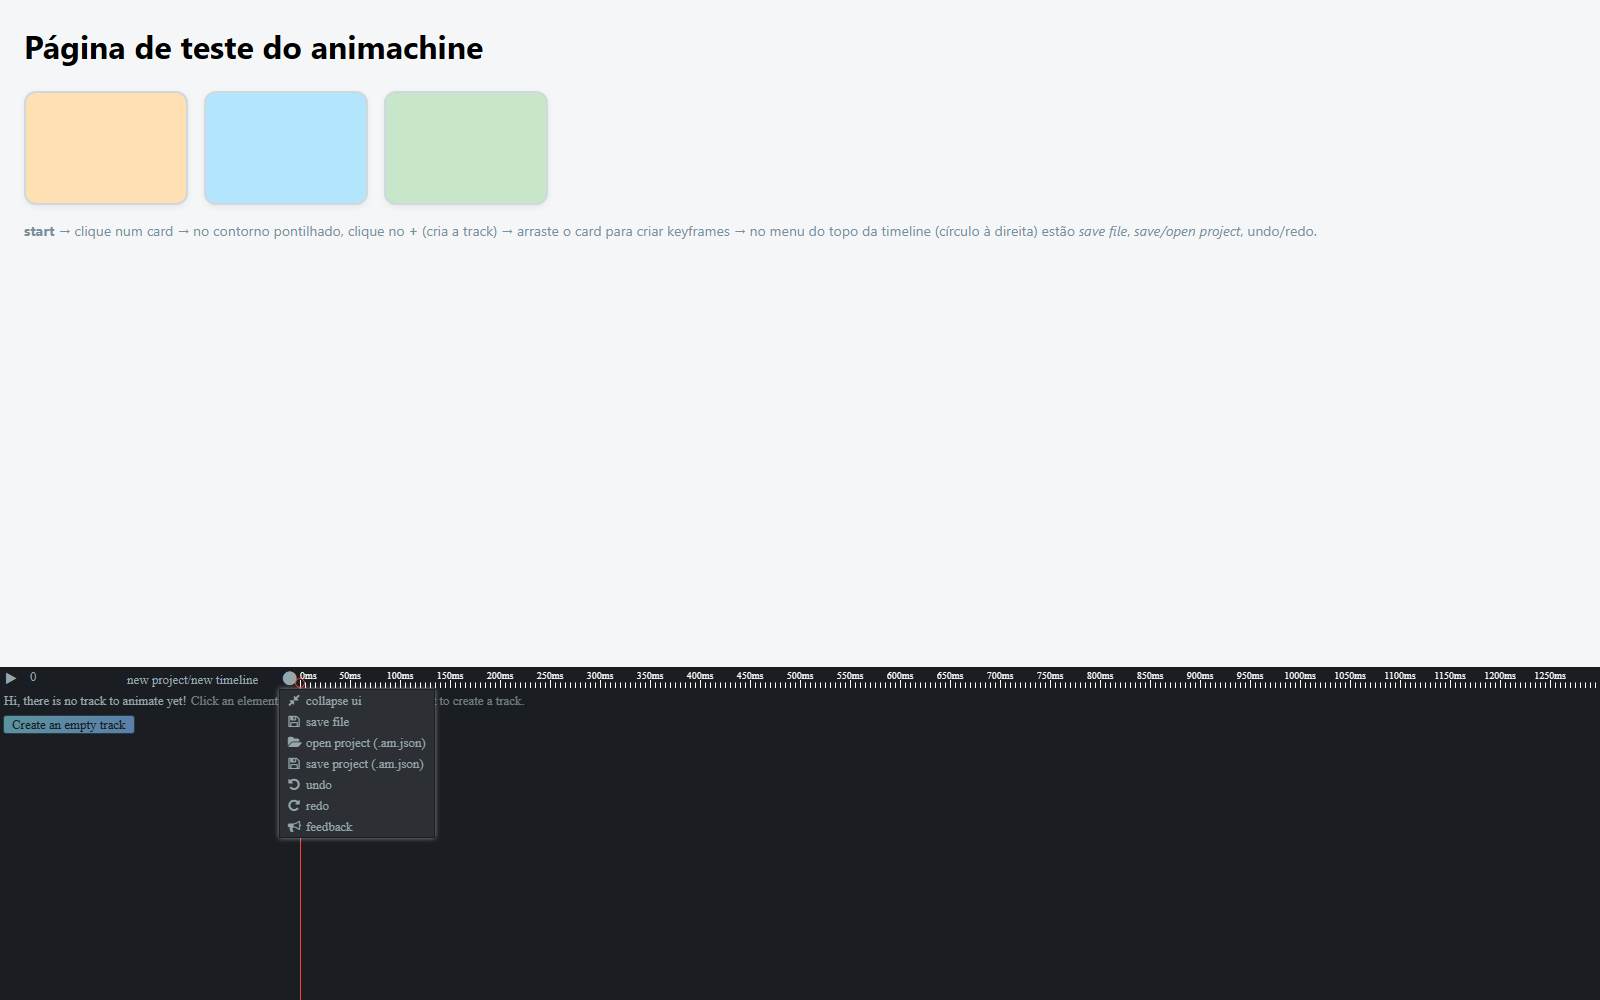 Página de teste do animachine
start → clique num card → no contorno pontilhado, clique no + (cria a track) → arraste o card para criar keyframes → no menu do topo da timeline (círculo à direita) estão save file, save/open project, undo/redo.
0 new project/new timeline 0ms 50ms 100ms 150ms 200ms 250ms 300ms 350ms 400ms 450ms 500ms 550ms 600ms 650ms 700ms 750ms 800ms 850ms 900ms 950ms 1000ms 1050ms 1100ms 1150ms 1200ms 1250ms
Hi, there is no track to animate yet! Click an element to create a track.
Create an empty track
collapse ui
save file
open project (.am.json)
save project (.am.json)
undo
redo
feedback